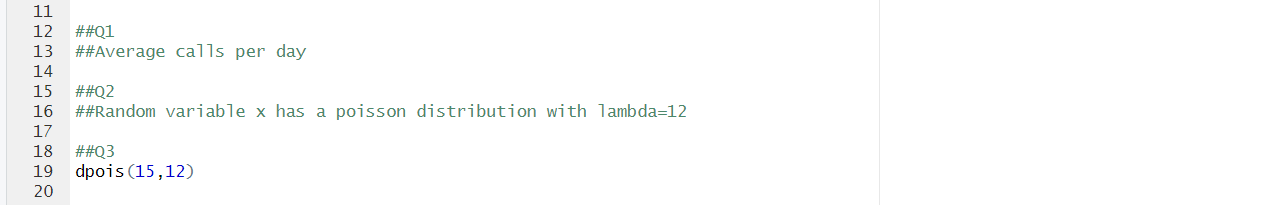 11
12 ##Q1
13 ##Average calls per day
14
15 ##Q2
16 ##Random variable x has a poisson distribution with lambda=12
17
18 ##Q3
19 dpois(15,12)
20